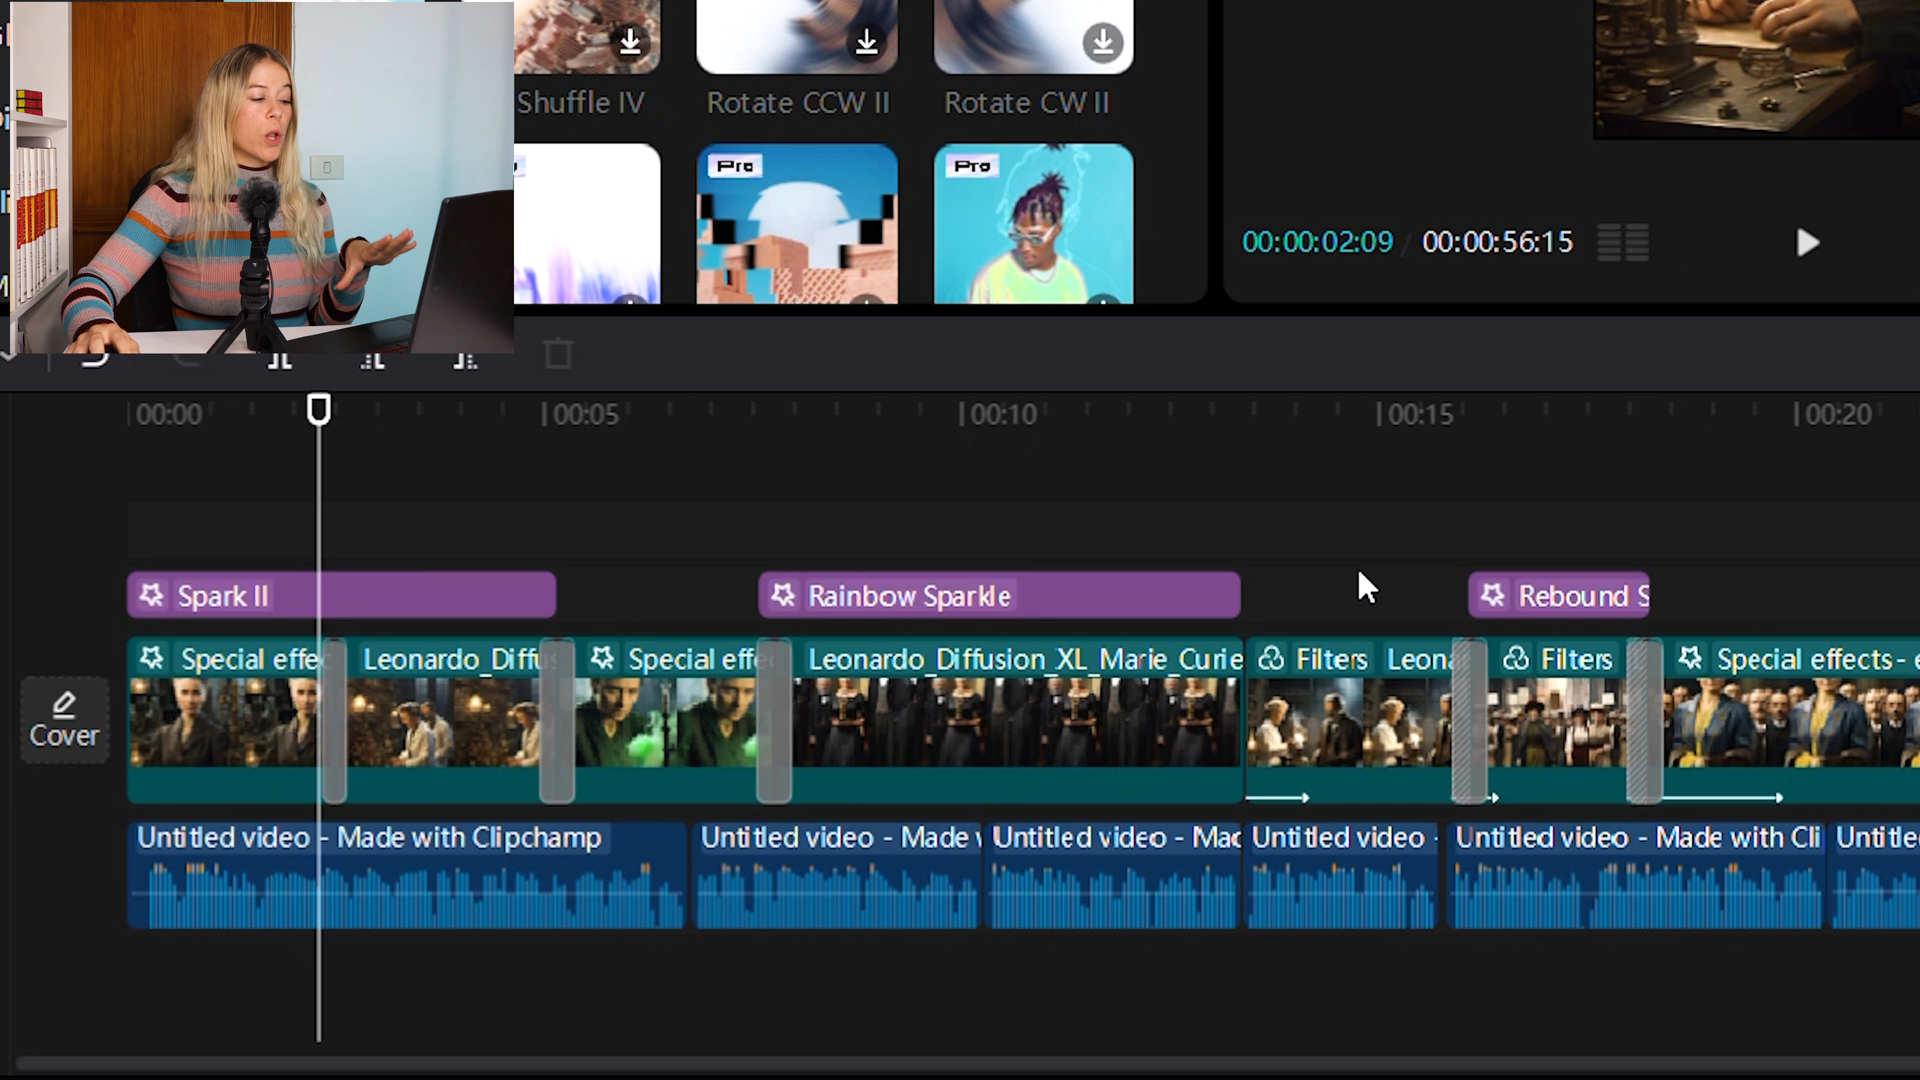 Shuffle IV
Rotate CCW II
Rotate CW II
Pro
Pro
00:00:02:09 / 00:00:56:15
00:00
00:05
00:10
00:15
00:20
Spark II
Rainbow Sparkle
Rebound S
Special effec
Leonardo_Diffus
Special effe
Leonardo_Diffusion_XL_Marie_Curie
Filters Leona
Filters
Special effects - e
Cover
Untitled video - Made with Clipchamp
Untitled video - Made w
Untitled video - Mad
Untitled video -
Untitled video - Made with Cli
Untitle